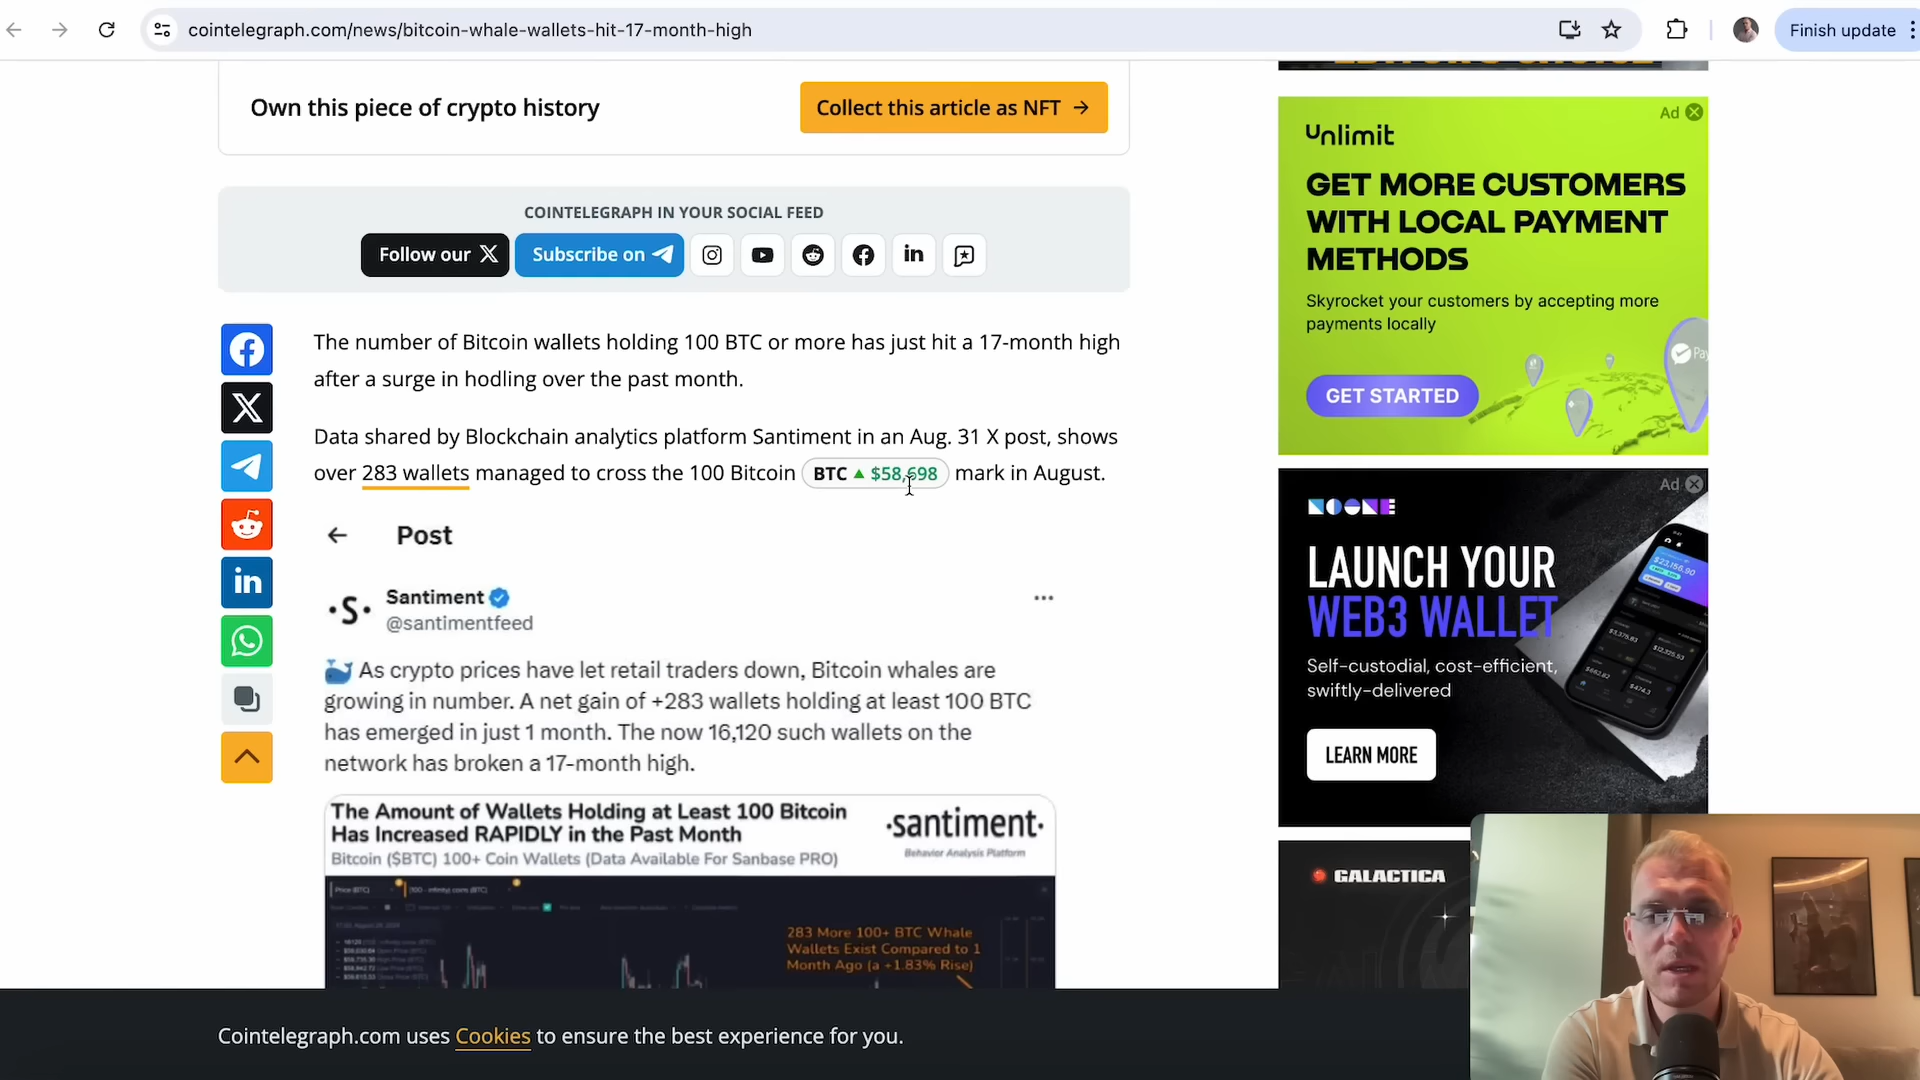 cointelegraph.com/news/bitcoin-whale-wallets-hit-17-month-high
Finish update
Own this piece of crypto history
Collect this article as NFT →
COINTELEGRAPH IN YOUR SOCIAL FEED
Follow our X
Subscribe on
The number of Bitcoin wallets holding 100 BTC or more has just hit a 17-month high
after a surge in hodling over the past month.
Data shared by Blockchain analytics platform Santiment in an Aug. 31 X post, shows
over 283 wallets managed to cross the 100 Bitcoin BTC ▲ $58,698 mark in August.
← Post
·S·
Santiment
@santimentfeed
🐳 As crypto prices have let retail traders down, Bitcoin whales are
growing in number. A net gain of +283 wallets holding at least 100 BTC
has emerged in just 1 month. The now 16,120 such wallets on the
network has broken a 17-month high.
The Amount of Wallets Holding at Least 100 Bitcoin
Has Increased RAPIDLY in the Past Month
Bitcoin ($BTC) 100+ Coin Wallets (Data Available For Sanbase PRO)
·santiment·
Behavior Analysis Platform
283 More 100+ BTC Whale
Wallets Exist Compared to 1
Month Ago (a +1.83% Rise)
Ad
Unlimit
GET MORE CUSTOMERS
WITH LOCAL PAYMENT
METHODS
Skyrocket your customers by accepting more
payments locally
GET STARTED
Ad
NOONE
LAUNCH YOUR
WEB3 WALLET
Self-custodial, cost-efficient,
swiftly-delivered
LEARN MORE
GALACTICA
Cointelegraph.com uses Cookies to ensure the best experience for you.